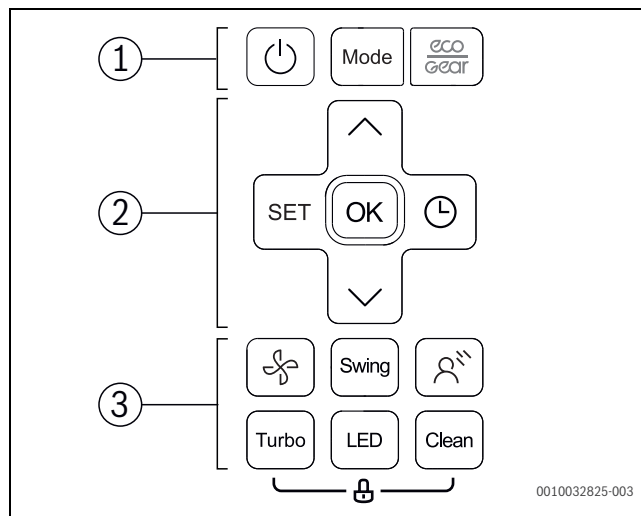 1
Mode
eco
Gear
2
SET
OK
Swing
3
Turbo
LED
Clean
0010032825-003